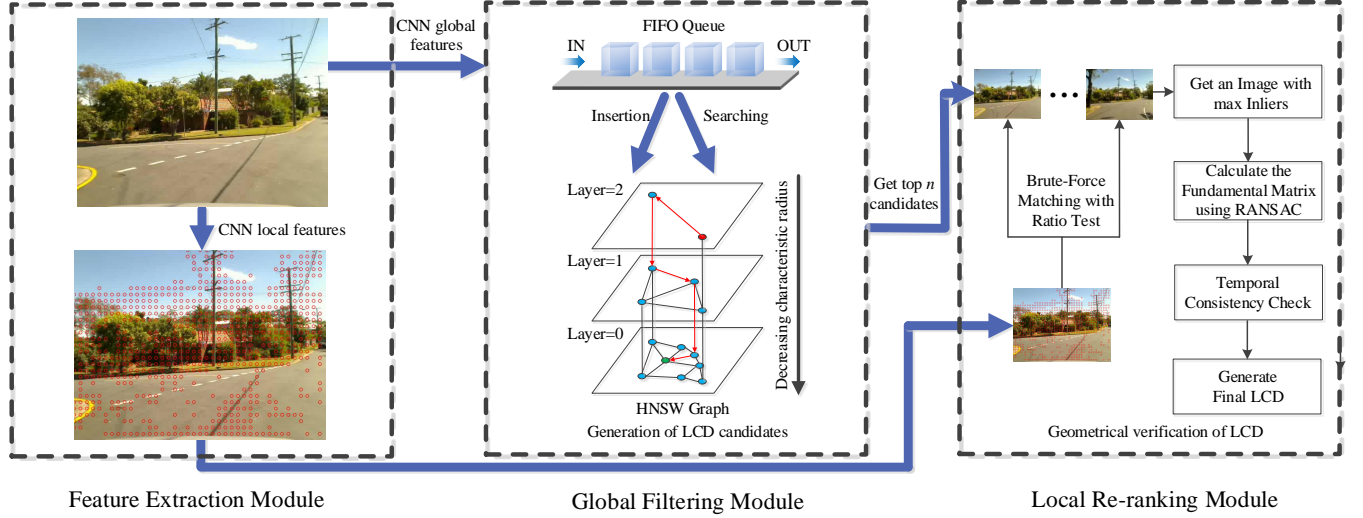 CNN global
features
CNN local features
Feature Extraction Module
FIFO Queue
IN
OUT
Insertion
Searching
Layer=2
Layer=1
Layer=0
Decreasing characteristic radius
HNSW Graph
Generation of LCD candidates
Global Filtering Module
Get top n
candidates
Brute-Force
Matching with
Ratio Test
Get an Image with
max Inliers
Calculate the
Fundamental Matrix
using RANSAC
Temporal
Consistency Check
Generate
Final LCD
Geometrical verification of LCD
Local Re-ranking Module